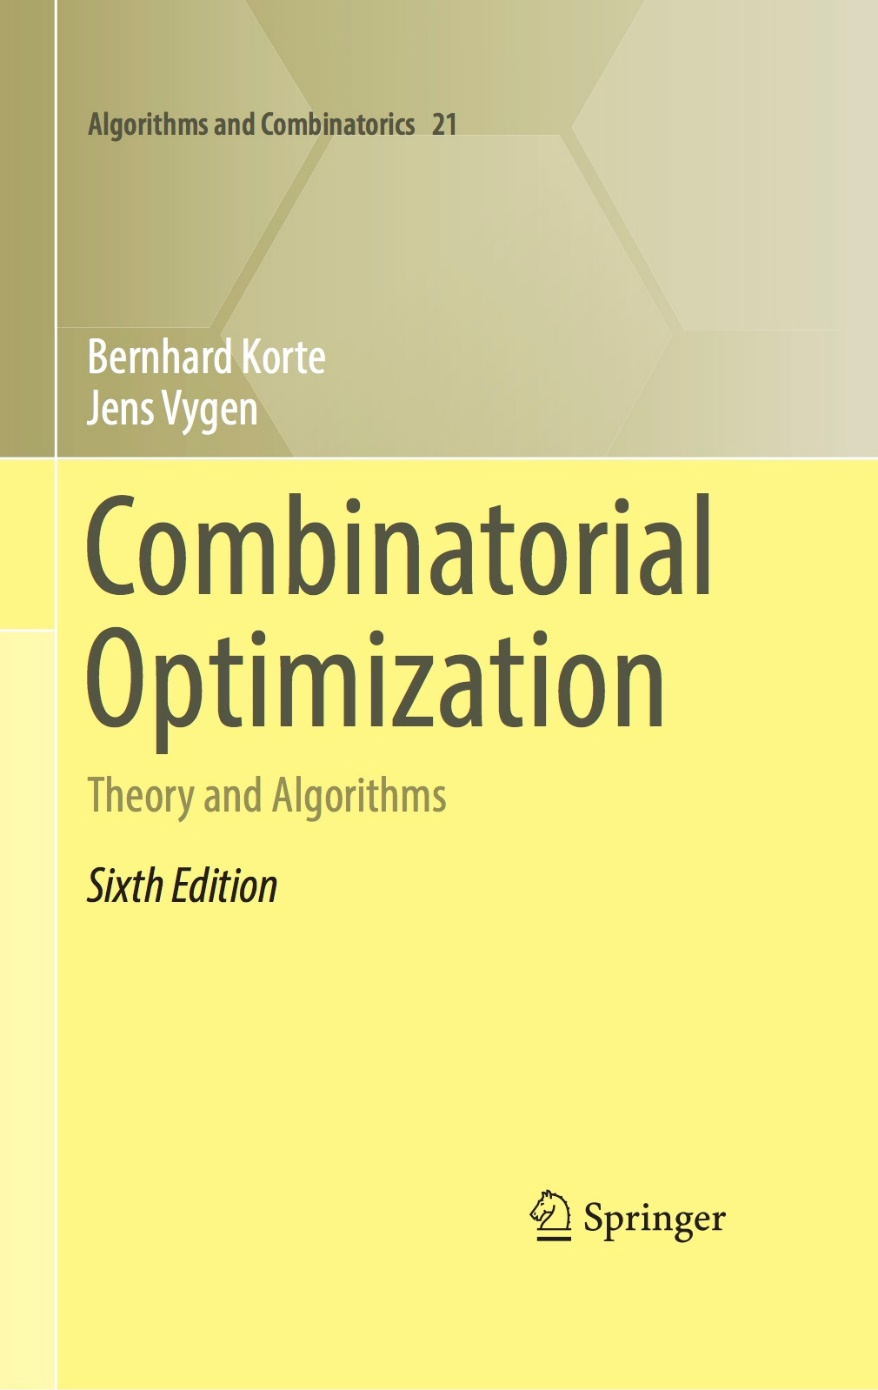 Algorithms and Combinatorics 21
Bernhard Korte
Jens Vygen
Combinatorial
Optimization
Theory and Algorithms
Sixth Edition
Springer